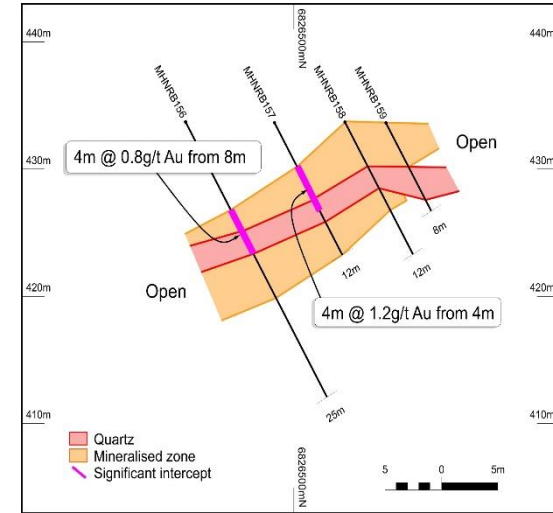 440m
6826500mN
440m
MHNRB156
MHNRB157
MHNRB158
MHNRB159
4m @ 0.8g/t Au from 8m
Open
430m
430m
8m
12m
12m
Open
4m @ 1.2g/t Au from 4m
420m
420m
25m
410m
410m
Quartz
Mineralised zone
Significant intercept
6826500mN
5 0 5m